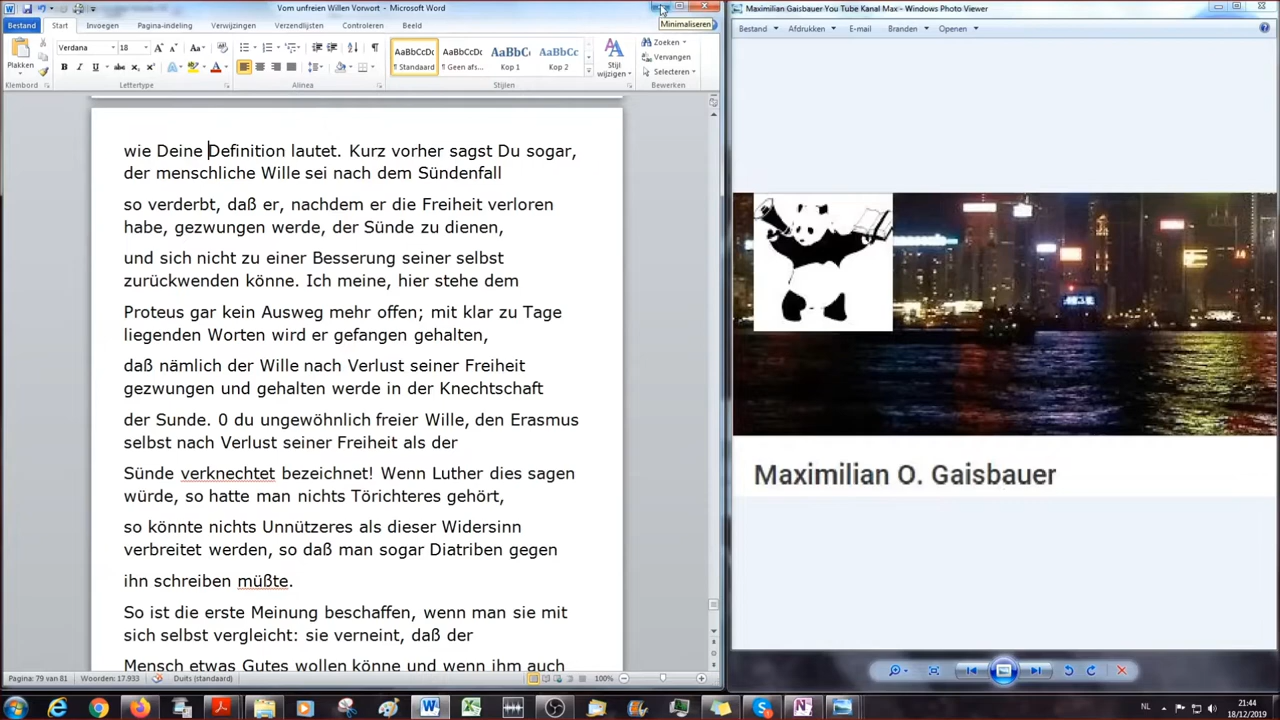 Vom unfreien Willen Vorwort - Microsoft Word
Minimaliseren
Bestand Start Invoegen Pagina-indeling Verwijzingen Verzendlijsten Controleren Beeld
Plakken
Verdana 18
AaBbCcDc AaBbCcDc AaBbC AaBbCc
¶ Standaard ¶ Geen afs... Kop 1 Kop 2
Stijl wijzigen
Zoeken
Vervangen
Selecteren
Klembord Lettertype Alinea Stijlen Bewerken
wie Deine Definition lautet. Kurz vorher sagst Du sogar,
der menschliche Wille sei nach dem Sündenfall
so verderbt, daß er, nachdem er die Freiheit verloren
habe, gezwungen werde, der Sünde zu dienen,
und sich nicht zu einer Besserung seiner selbst
zurückwenden könne. Ich meine, hier stehe dem
Proteus gar kein Ausweg mehr offen; mit klar zu Tage
liegenden Worten wird er gefangen gehalten,
daß nämlich der Wille nach Verlust seiner Freiheit
gezwungen und gehalten werde in der Knechtschaft
der Sunde. 0 du ungewöhnlich freier Wille, den Erasmus
selbst nach Verlust seiner Freiheit als der
Sünde verknechtet bezeichnet! Wenn Luther dies sagen
würde, so hatte man nichts Törichteres gehört,
so könnte nichts Unnützeres als dieser Widersinn
verbreitet werden, so daß man sogar Diatriben gegen
ihn schreiben müßte.
So ist die erste Meinung beschaffen, wenn man sie mit
sich selbst vergleicht: sie verneint, daß der
Mensch etwas Gutes wollen könne und wenn ihm auch
Pagina: 79 van 81 Woorden: 17.933 Duits (standaard) 100%
Maximilian Gaisbauer You Tube Kanal Max - Windows Photo Viewer
Bestand Afdrukken E-mail Branden Openen
Maximilian O. Gaisbauer
NL 21:44
18/12/2019